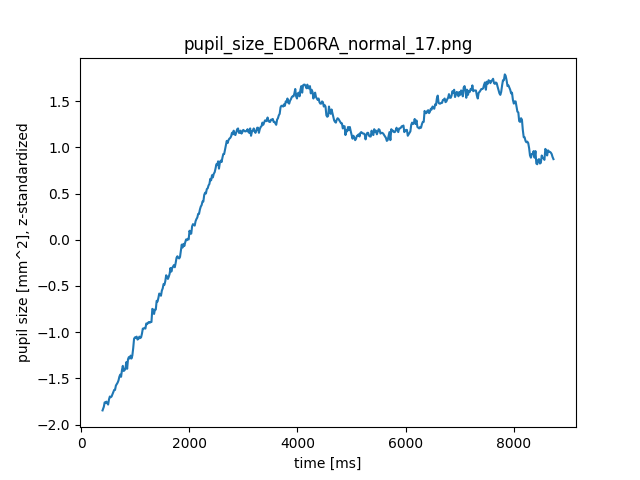 pupil_size_ED06RA_normal_17.png
pupil size [mm^2], z-standardized
1.5
1.0
0.5
0.0
−0.5
−1.0
−1.5
−2.0
0 2000 4000 6000 8000
time [ms]